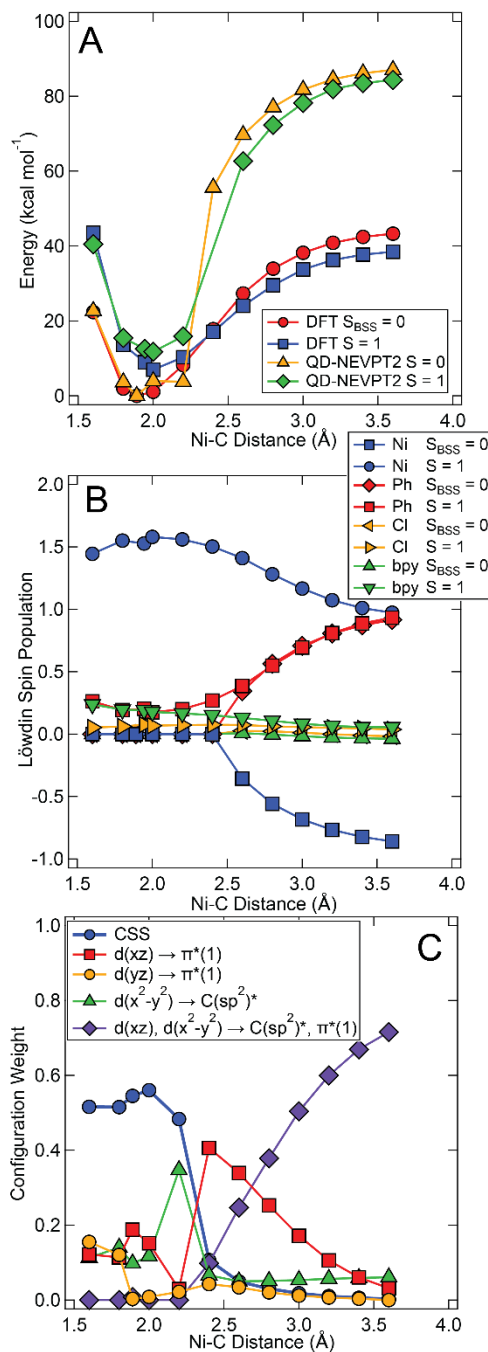 A
100
80
60
40
20
0
Energy (kcal mol⁻¹)
DFT S_BSS = 0
DFT S = 1
QD-NEVPT2 S = 0
QD-NEVPT2 S = 1
1.5 2.0 2.5 3.0 3.5 4.0
Ni-C Distance (Å)
B
Ni S_BSS = 0
Ni S = 1
Ph S_BSS = 0
Ph S = 1
Cl S_BSS = 0
Cl S = 1
bpy S_BSS = 0
bpy S = 1
2.0
1.5
1.0
0.5
0.0
-0.5
-1.0
Löwdin Spin Population
1.5 2.0 2.5 3.0 3.5 4.0
Ni-C Distance (Å)
C
CSS
d(xz) → π*(1)
d(yz) → π*(1)
d(x²-y²) → C(sp²)*
d(xz), d(x²-y²) → C(sp²)*, π*(1)
1.0
0.8
0.6
0.4
0.2
0.0
Configuration Weight
1.5 2.0 2.5 3.0 3.5 4.0
Ni-C Distance (Å)